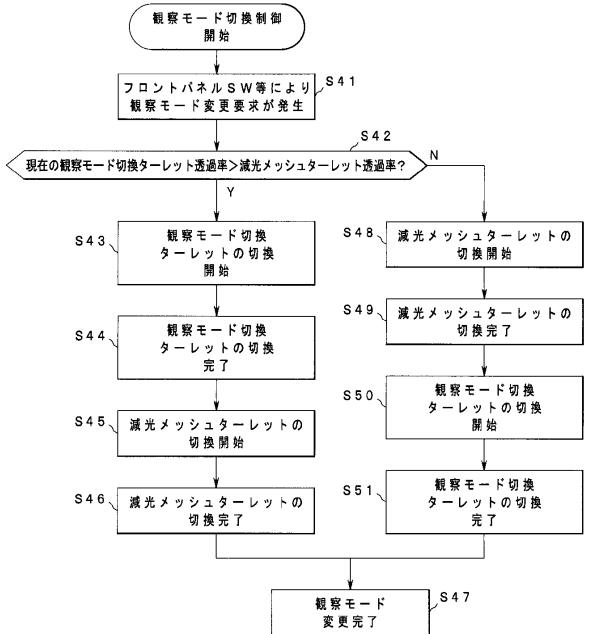 観察モード切換制御
開始
S41
フロントパネルSW等により
観察モード変更要求が発生
S42
現在の観察モード切換ターレット透過率>減光メッシュターレット透過率?
N
Y
S43
観察モード切換
ターレットの切換
開始
S44
観察モード切換
ターレットの切換
完了
S45
減光メッシュターレットの
切換開始
S46
減光メッシュターレットの
切換完了
S48
減光メッシュターレットの
切換開始
S49
減光メッシュターレットの
切換完了
S50
観察モード切換
ターレットの切換
開始
S51
観察モード切換
ターレットの切換
完了
S47
観察モード
変更完了